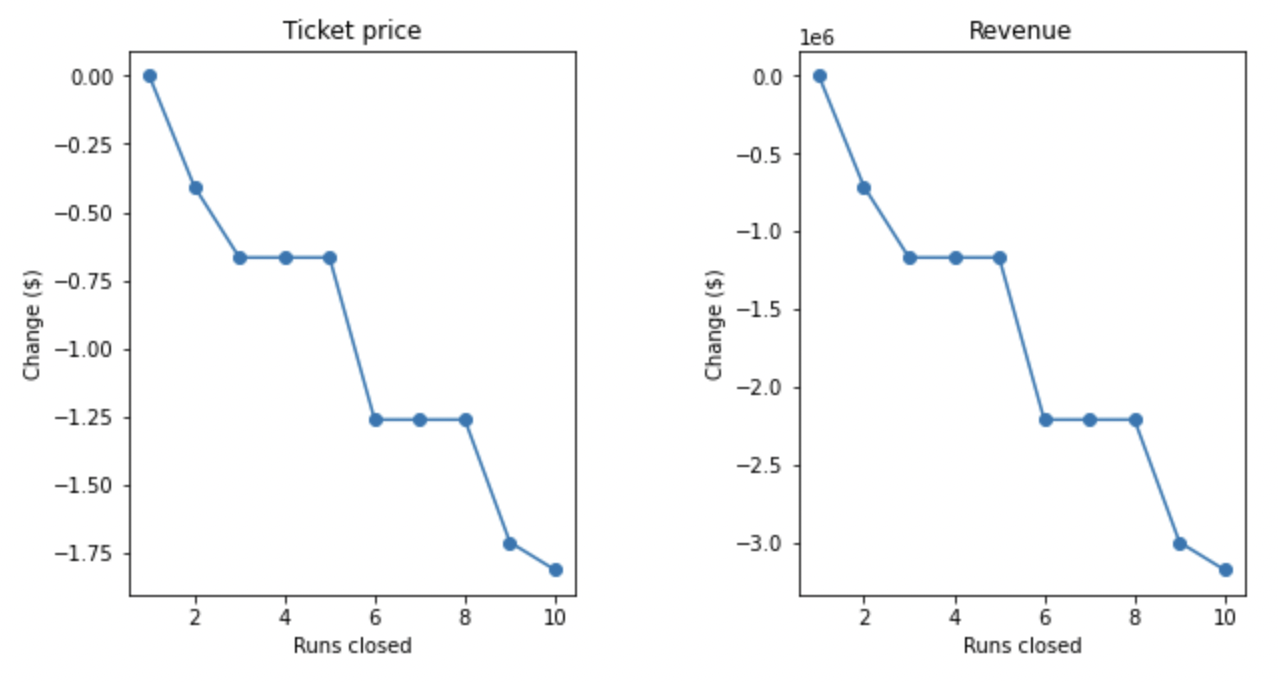 Ticket price
0.00
−0.25
−0.50
−0.75
−1.00
−1.25
−1.50
−1.75
Change ($)
2 4 6 8 10
Runs closed
Revenue
1e6
0.0
−0.5
−1.0
−1.5
−2.0
−2.5
−3.0
Change ($)
2 4 6 8 10
Runs closed